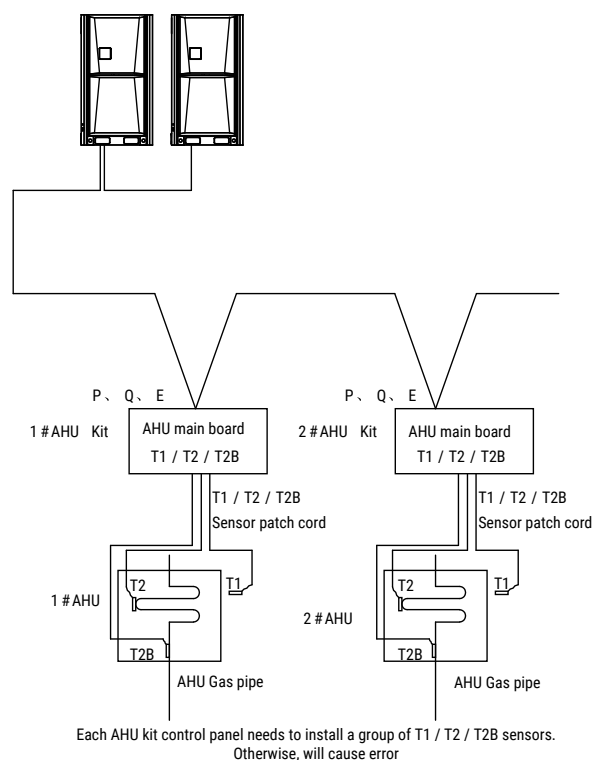 P、 Q、 E
P、 Q、 E
1 #AHU Kit
AHU main board
T1 / T2 / T2B
2 #AHU Kit
AHU main board
T1 / T2 / T2B
T1 / T2 / T2B
Sensor patch cord
T1 / T2 / T2B
Sensor patch cord
1 #AHU
T2
T1
T2B
2 #AHU
T2
T1
T2B
AHU Gas pipe
AHU Gas pipe
Each AHU kit control panel needs to install a group of T1 / T2 / T2B sensors.
Otherwise, will cause error